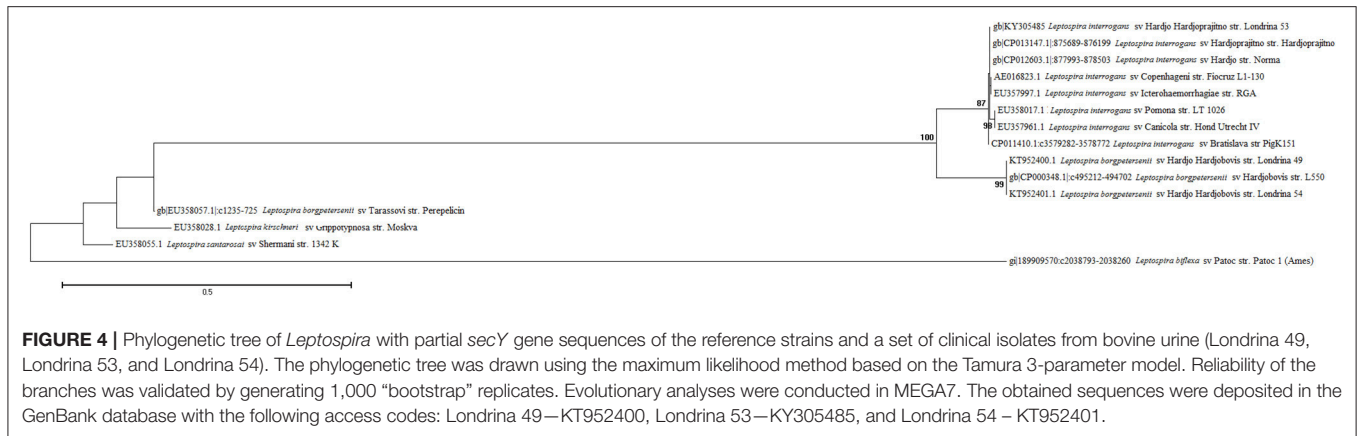 gb|KY305485 Leptospira interrogans sv Hardjo Hardjoprajitno str. Londrina 53
gb|CP013147.1|:875689-876199 Leptospira interrogans sv Hardjoprajitno str. Hardjoprajitno
gb|CP012603.1|:877993-878503 Leptospira interrogans sv Hardjo str. Norma
AE016823.1 Leptospira interrogans sv Copenhageni str. Fiocruz L1-130
87
EU357997.1 Leptospira interrogans sv Icterohaemorrhagiae str. RGA
EU358017.1 Leptospira interrogans sv Pomona str. LT 1026
98
EU357961.1 Leptospira interrogans sv Canicola str. Hond Utrecht IV
100
CP011410.1:c3579282-3578772 Leptospira interrogans sv Bratislava str PigK151
KT952400.1 Leptospira borgpetersenii sv Hardjo Hardjobovis str. Londrina 49
gb|CP000348.1|:c495212-494702 Leptospira borgpetersenii sv Hardjobovis str. L550
99
KT952401.1 Leptospira borgpetersenii sv Hardjo Hardjobovis str. Londrina 54
gb|EU358057.1|:c1235-725 Leptospira borgpetersenii sv Tarassovi str. Perepelicin
EU358028.1 Leptospira kirschneri sv Grippotyphosa str. Moskva
EU358055.1 Leptospira santarosai sv Shermani str. 1342 K
gi|189909570:c2038793-2038260 Leptospira biflexa sv Patoc str. Patoc 1 (Ames)
0.5
FIGURE 4 | Phylogenetic tree of Leptospira with partial secY gene sequences of the reference strains and a set of clinical isolates from bovine urine (Londrina 49,
Londrina 53, and Londrina 54). The phylogenetic tree was drawn using the maximum likelihood method based on the Tamura 3-parameter model. Reliability of the
branches was validated by generating 1,000 “bootstrap” replicates. Evolutionary analyses were conducted in MEGA7. The obtained sequences were deposited in the
GenBank database with the following access codes: Londrina 49—KT952400, Londrina 53—KY305485, and Londrina 54 – KT952401.